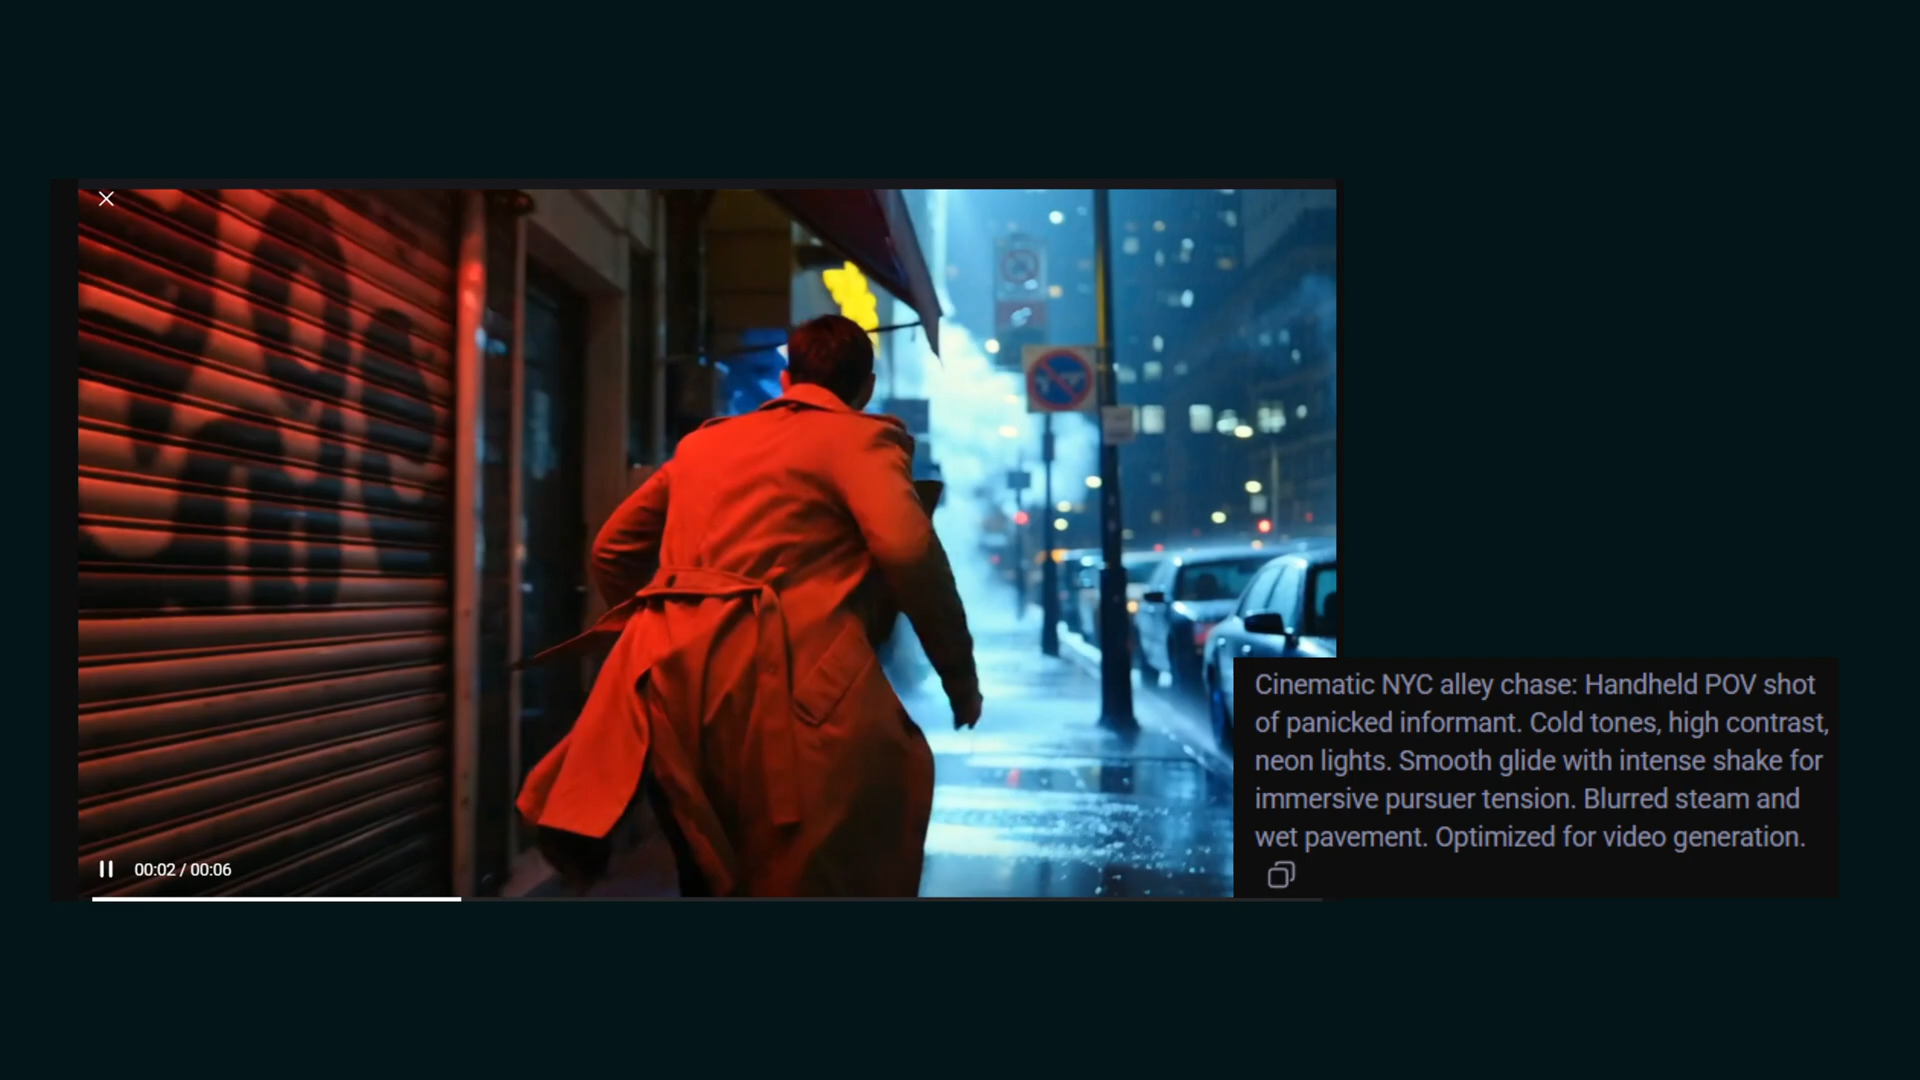 00:02 / 00:06
Cinematic NYC alley chase: Handheld POV shot
of panicked informant. Cold tones, high contrast,
neon lights. Smooth glide with intense shake for
immersive pursuer tension. Blurred steam and
wet pavement. Optimized for video generation.